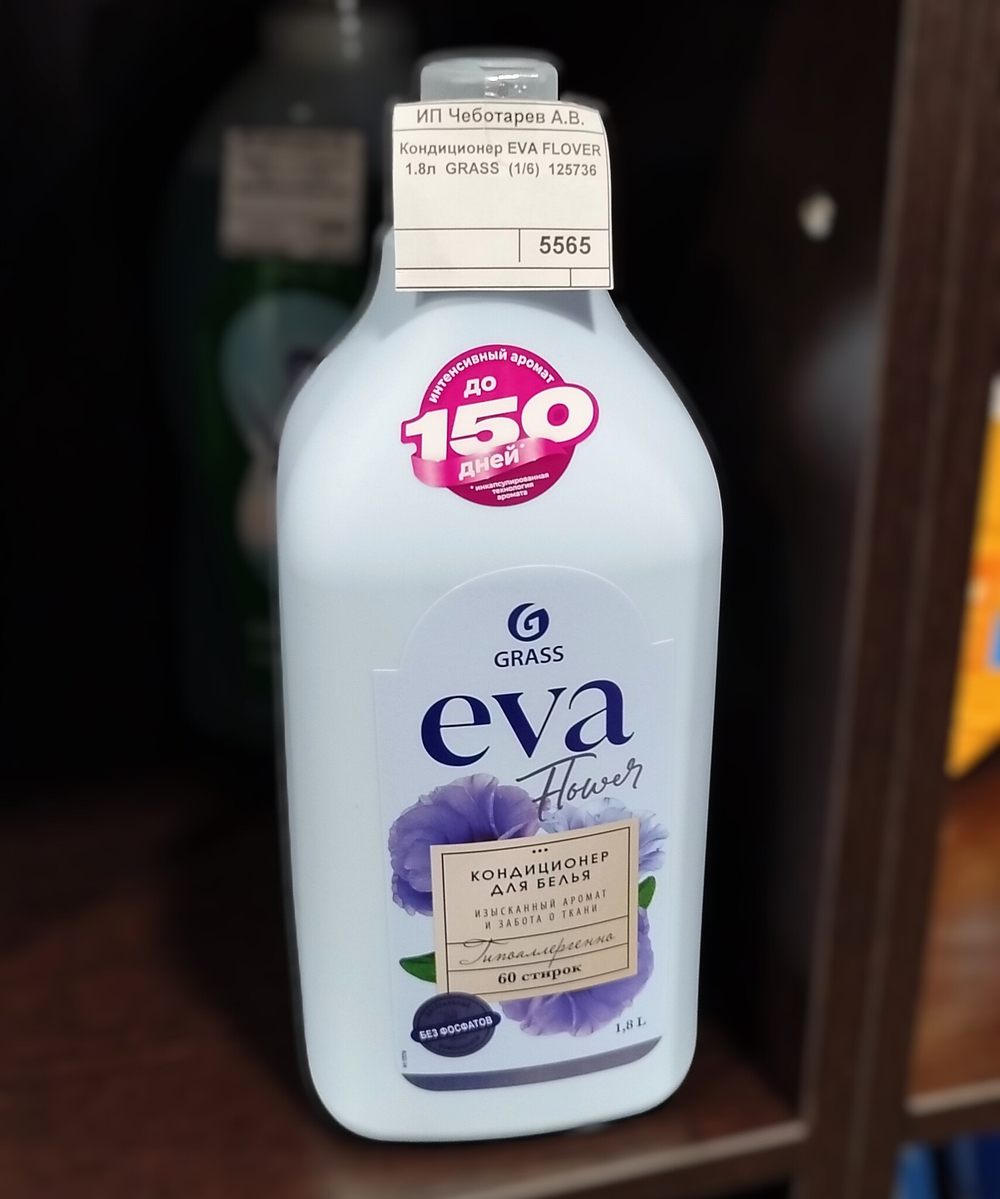 ИП Чеботарев А.В.
Кондиционер EVA FLOVER
1.8л GRASS (1/6) 125736
5565
интенсивный аромат
до
150
дней*
* инкапсулированная
технология
аромата
G
GRASS
eva
Flower
КОНДИЦИОНЕР
ДЛЯ БЕЛЬЯ
ИЗЫСКАННЫЙ АРОМАТ
И ЗАБОТА О ТКАНИ
Гипоаллергенно
60 стирок
БЕЗ ФОСФАТОВ
1,8 L